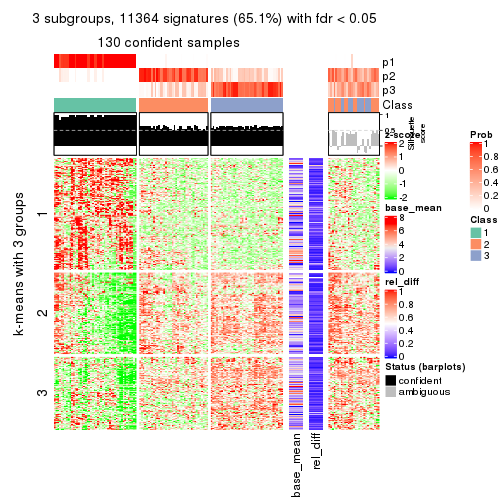 3 subgroups, 11364 signatures (65.1%) with fdr < 0.05
130 confident samples
p1
p2
p3
Class
1
0.5
Silhouette
score
k-means with 3 groups
1
2
3
base_mean
rel_diff
z-score
2
1
0
-1
-2
base_mean
8
6
4
2
0
rel_diff
1
0.8
0.6
0.4
0.2
0
Status (barplots)
confident
ambiguous
Prob
1
0.8
0.6
0.4
0.2
0
Class
1
2
3